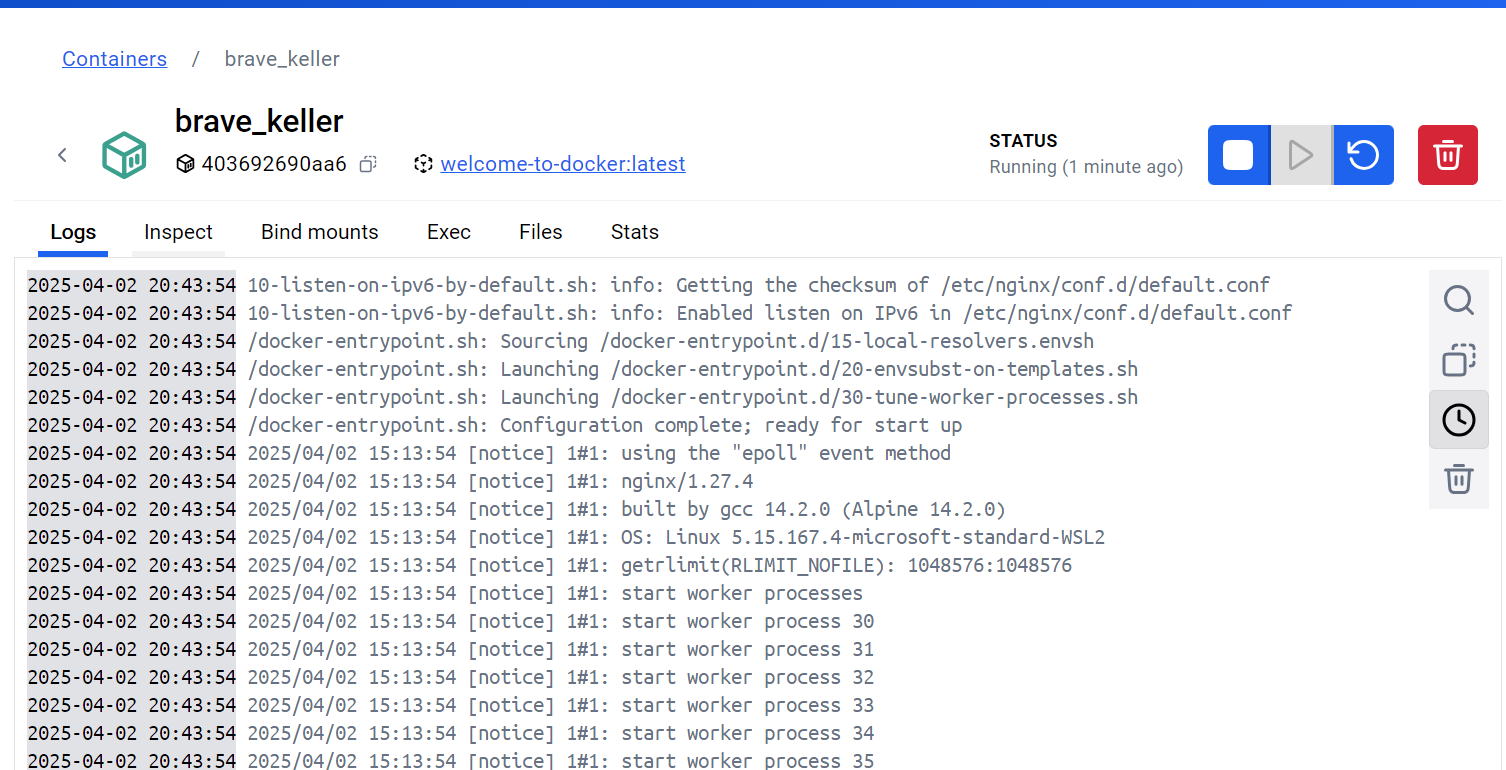 Containers / brave_keller
brave_keller
403692690aa6 welcome-to-docker:latest
STATUS
Running (1 minute ago)
Logs Inspect Bind mounts Exec Files Stats
2025-04-02 20:43:54 10-listen-on-ipv6-by-default.sh: info: Getting the checksum of /etc/nginx/conf.d/default.conf
2025-04-02 20:43:54 10-listen-on-ipv6-by-default.sh: info: Enabled listen on IPv6 in /etc/nginx/conf.d/default.conf
2025-04-02 20:43:54 /docker-entrypoint.sh: Sourcing /docker-entrypoint.d/15-local-resolvers.envsh
2025-04-02 20:43:54 /docker-entrypoint.sh: Launching /docker-entrypoint.d/20-envsubst-on-templates.sh
2025-04-02 20:43:54 /docker-entrypoint.sh: Launching /docker-entrypoint.d/30-tune-worker-processes.sh
2025-04-02 20:43:54 /docker-entrypoint.sh: Configuration complete; ready for start up
2025-04-02 20:43:54 2025/04/02 15:13:54 [notice] 1#1: using the "epoll" event method
2025-04-02 20:43:54 2025/04/02 15:13:54 [notice] 1#1: nginx/1.27.4
2025-04-02 20:43:54 2025/04/02 15:13:54 [notice] 1#1: built by gcc 14.2.0 (Alpine 14.2.0)
2025-04-02 20:43:54 2025/04/02 15:13:54 [notice] 1#1: OS: Linux 5.15.167.4-microsoft-standard-WSL2
2025-04-02 20:43:54 2025/04/02 15:13:54 [notice] 1#1: getrlimit(RLIMIT_NOFILE): 1048576:1048576
2025-04-02 20:43:54 2025/04/02 15:13:54 [notice] 1#1: start worker processes
2025-04-02 20:43:54 2025/04/02 15:13:54 [notice] 1#1: start worker process 30
2025-04-02 20:43:54 2025/04/02 15:13:54 [notice] 1#1: start worker process 31
2025-04-02 20:43:54 2025/04/02 15:13:54 [notice] 1#1: start worker process 32
2025-04-02 20:43:54 2025/04/02 15:13:54 [notice] 1#1: start worker process 33
2025-04-02 20:43:54 2025/04/02 15:13:54 [notice] 1#1: start worker process 34
2025-04-02 20:43:54 2025/04/02 15:13:54 [notice] 1#1: start worker process 35